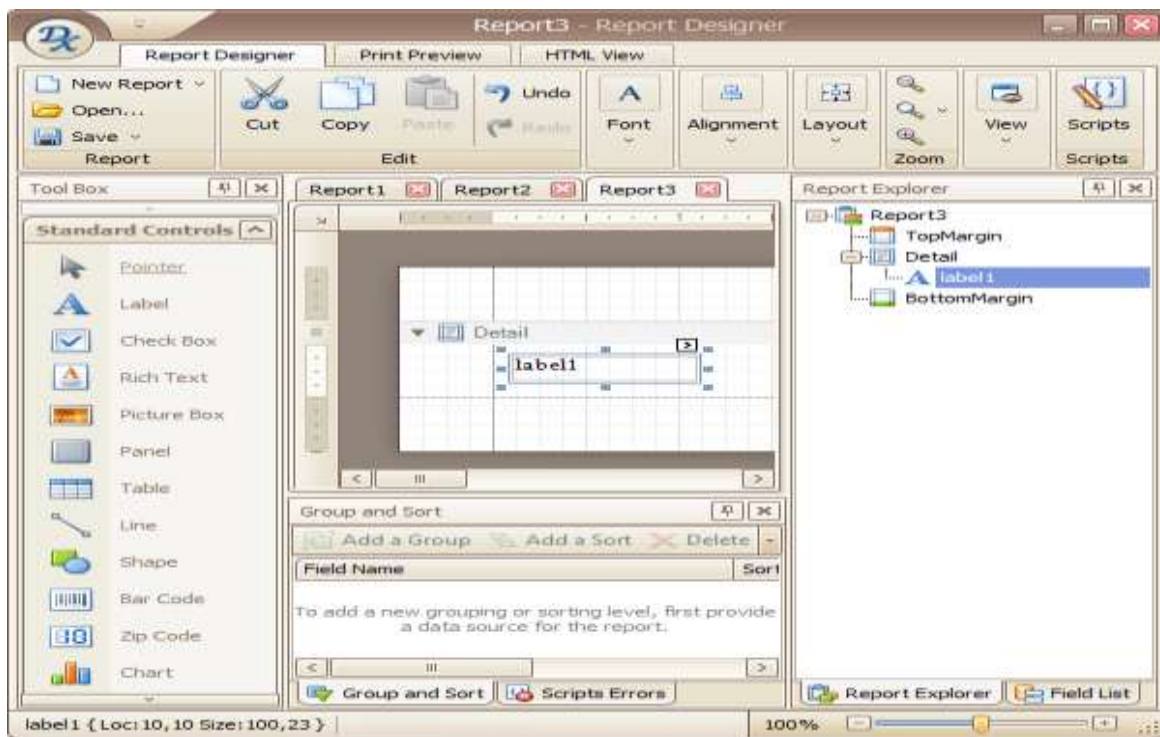 Report3 - Report Designer
Report Designer
Print Preview
HTML View
New Report
Open...
Save
Report
Cut
Copy
Paste
Undo
Redo
Edit
Font
Alignment
Layout
Zoom
View
Scripts
Scripts
Tool Box
Standard Controls
Pointer
Label
Check Box
Rich Text
Picture Box
Panel
Table
Line
Shape
Bar Code
Zip Code
Chart
Report1
Report2
Report3
Detail
label1
Group and Sort
Add a Group
Add a Sort
Delete
Field Name
Sort
To add a new grouping or sorting level, first provide
a data source for the report.
Group and Sort
Scripts Errors
Report Explorer
Report3
TopMargin
Detail
label1
BottomMargin
Report Explorer
Field List
label1 { Loc: 10, 10 Size: 100, 23 }
100%